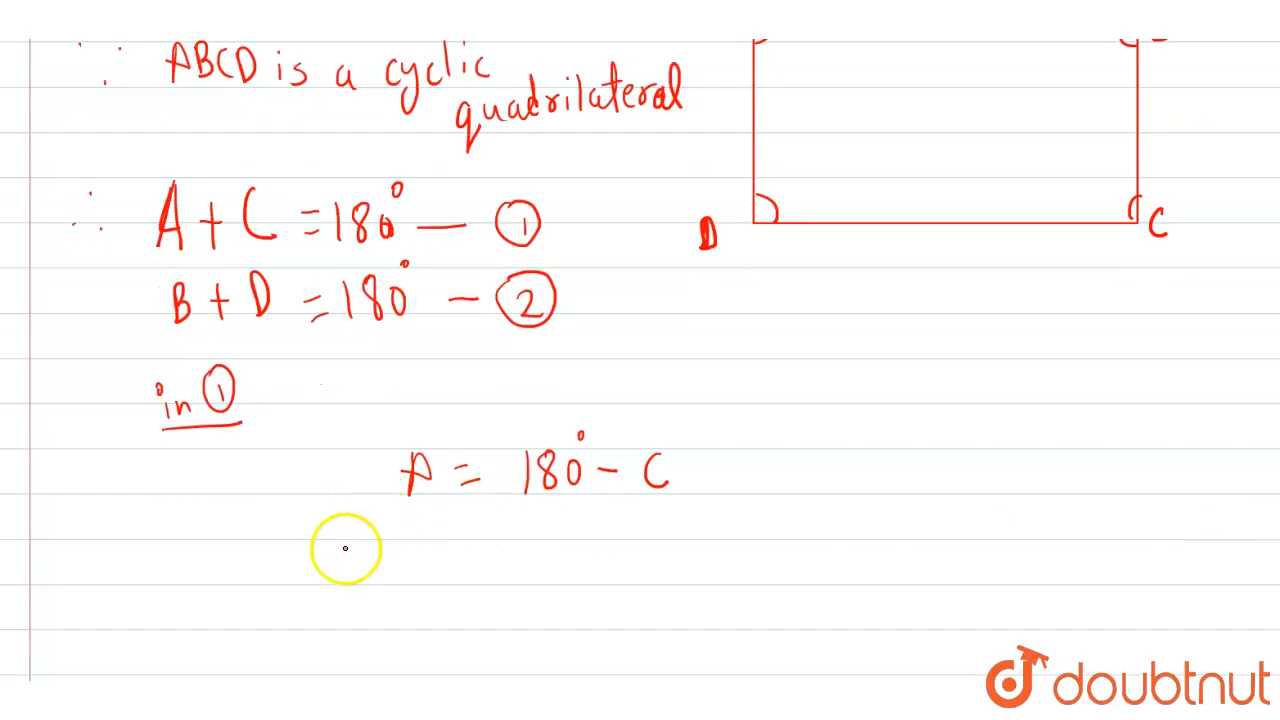 ∵ ABCD is a cyclic
quadrilateral
∴ A + C = 180° — ①
B + D = 180° — ②
in ①
A = 180° - C
D
C
doubtnut